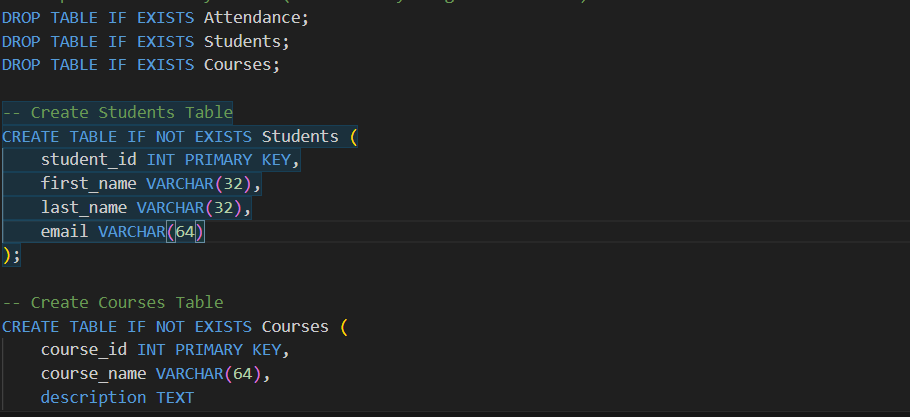 DROP TABLE IF EXISTS Attendance;
DROP TABLE IF EXISTS Students;
DROP TABLE IF EXISTS Courses;
-- Create Students Table
CREATE TABLE IF NOT EXISTS Students (
    student_id INT PRIMARY KEY,
    first_name VARCHAR(32),
    last_name VARCHAR(32),
    email VARCHAR(64)
);
-- Create Courses Table
CREATE TABLE IF NOT EXISTS Courses (
    course_id INT PRIMARY KEY,
    course_name VARCHAR(64),
    description TEXT